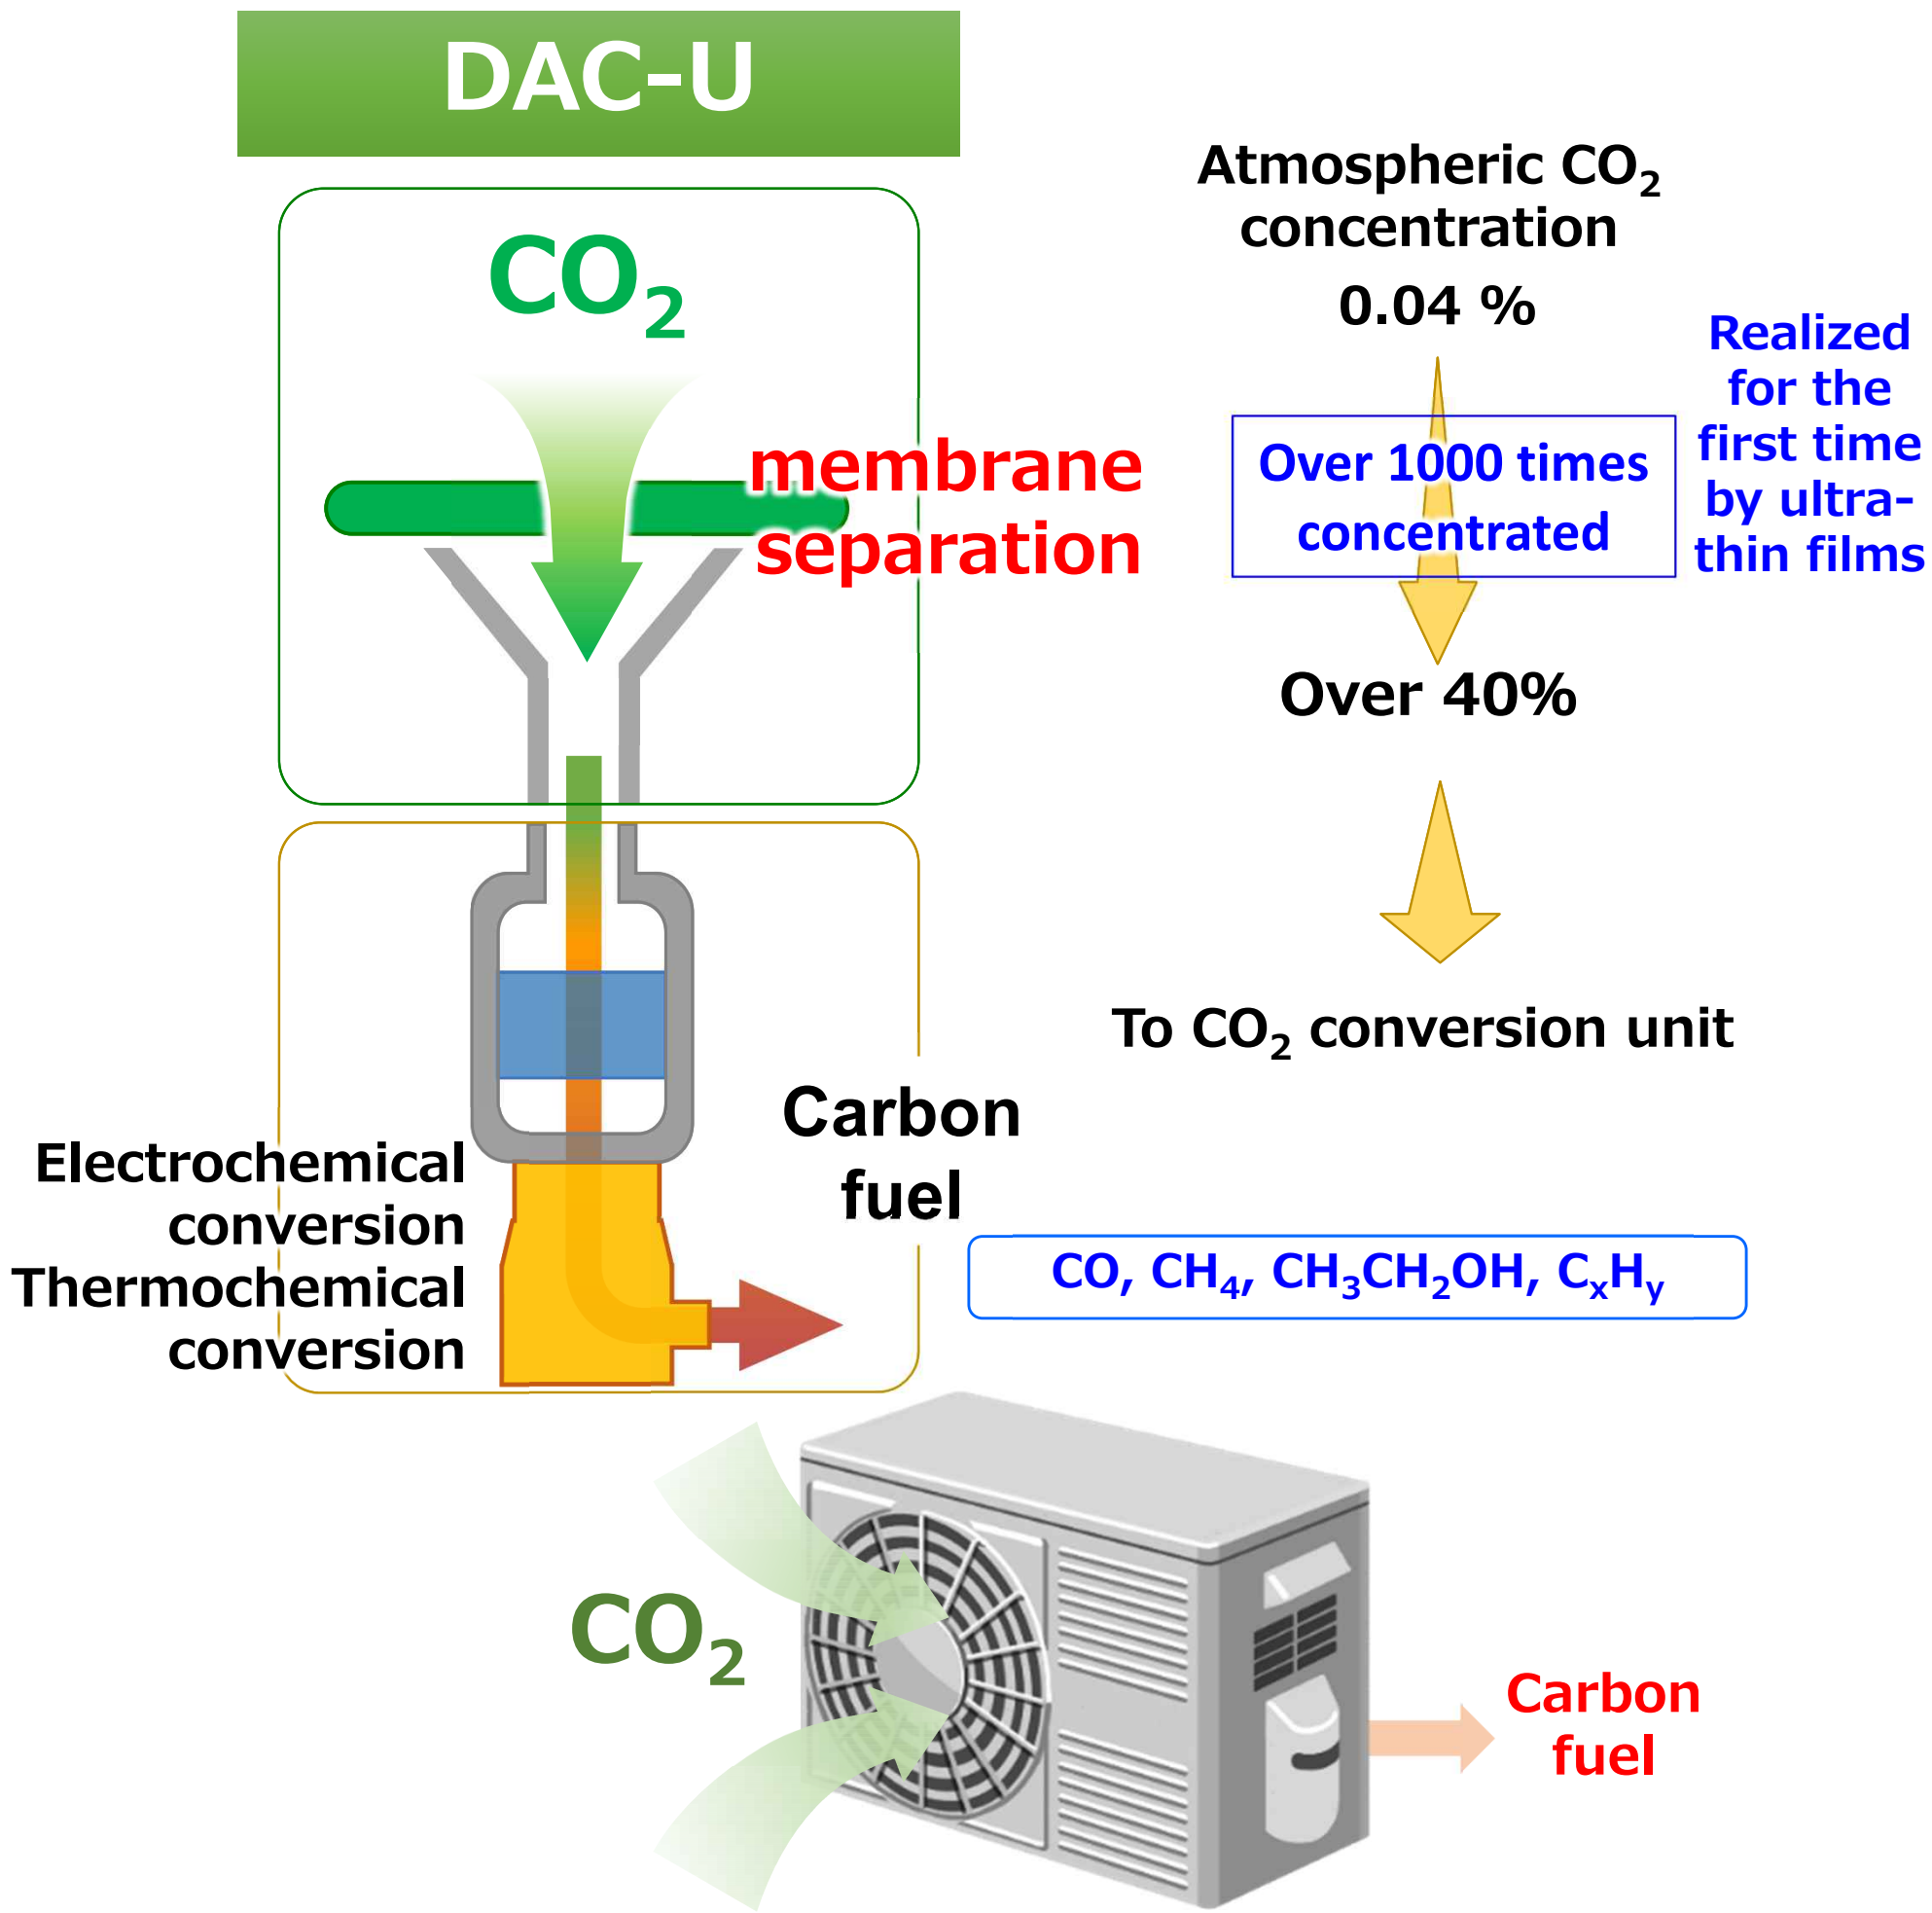 DAC-U
CO₂
membrane
separation
Atmospheric CO₂
concentration
0.04 %
Over 1000 times
concentrated
Realized
for the
first time
by ultra-
thin films
Over 40%
To CO₂ conversion unit
Electrochemical
conversion
Thermochemical
conversion
Carbon
fuel
CO, CH₄, CH₃CH₂OH, CₓHᵧ
CO₂
Carbon
fuel